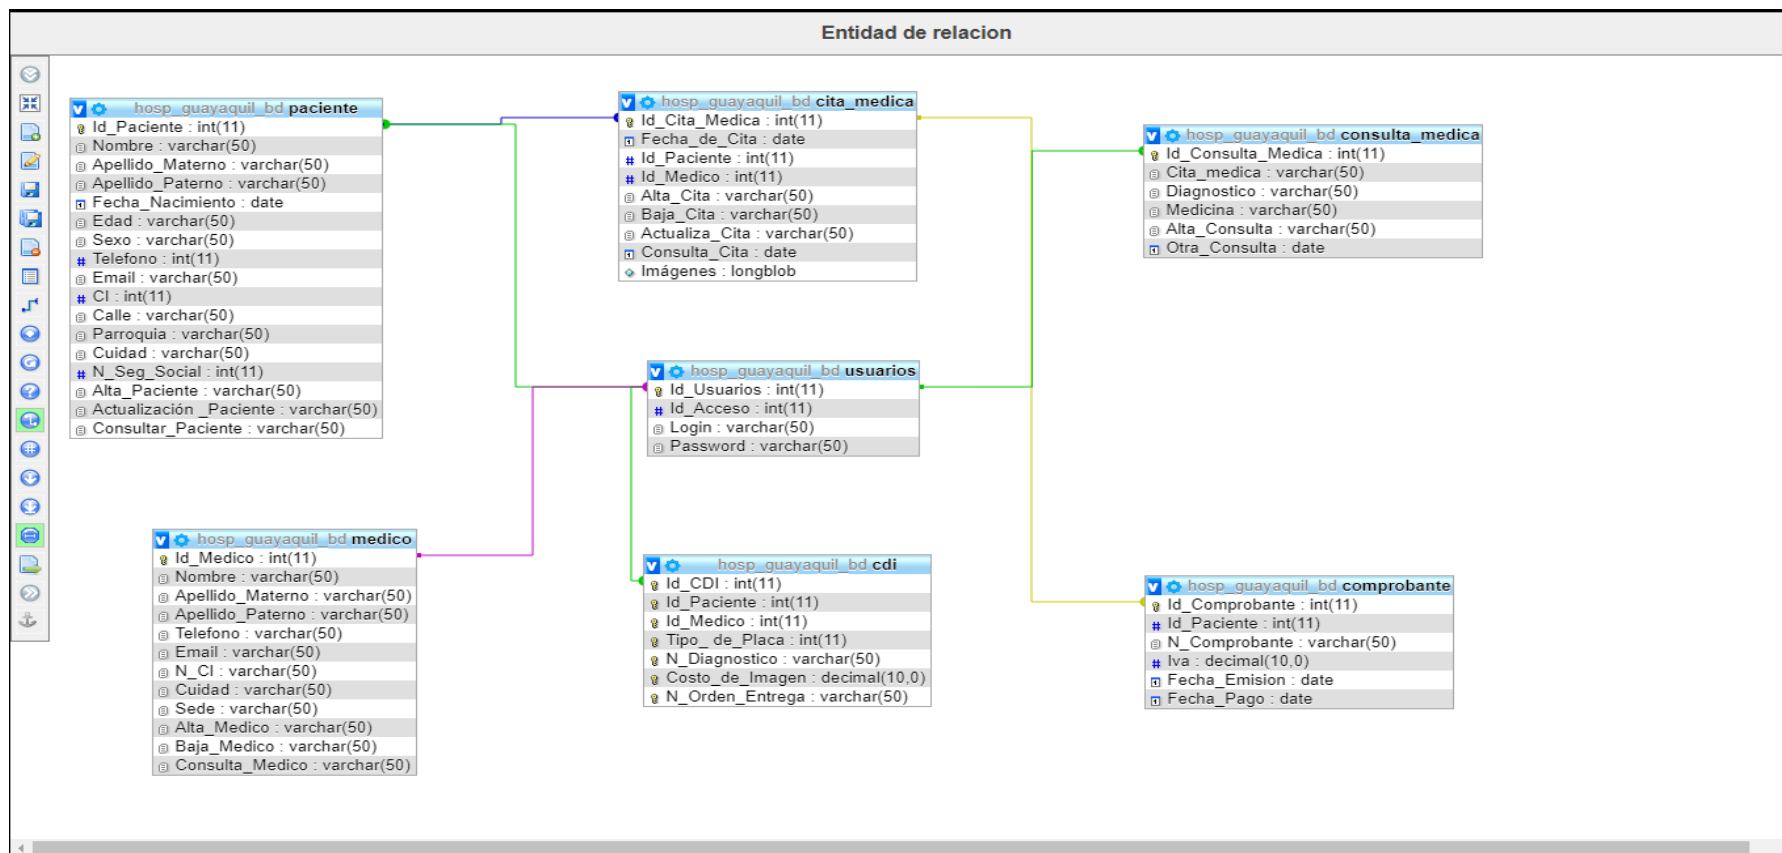 Entidad de relacion
hosp_guayaquil_bd paciente
Id_Paciente : int(11)
Nombre : varchar(50)
Apellido_Materno : varchar(50)
Apellido_Paterno : varchar(50)
Fecha_Nacimiento : date
Edad : varchar(50)
Sexo : varchar(50)
Telefono : int(11)
Email : varchar(50)
CI : int(11)
Calle : varchar(50)
Parroquia : varchar(50)
Cuidad : varchar(50)
N_Seg_Social : int(11)
Alta_Paciente : varchar(50)
Actualización _Paciente : varchar(50)
Consultar_Paciente : varchar(50)
hosp_guayaquil_bd cita_medica
Id_Cita_Medica : int(11)
Fecha_de_Cita : date
Id_Paciente : int(11)
Id_Medico : int(11)
Alta_Cita : varchar(50)
Baja_Cita : varchar(50)
Actualiza_Cita : varchar(50)
Consulta_Cita : date
Imágenes : longblob
hosp_guayaquil_bd consulta_medica
Id_Consulta_Medica : int(11)
Cita_medica : varchar(50)
Diagnostico : varchar(50)
Medicina : varchar(50)
Alta_Consulta : varchar(50)
Otra_Consulta : date
hosp_guayaquil_bd usuarios
Id_Usuarios : int(11)
Id_Acceso : int(11)
Login : varchar(50)
Password : varchar(50)
hosp_guayaquil_bd medico
Id_Medico : int(11)
Nombre : varchar(50)
Apellido_Materno : varchar(50)
Apellido_Paterno : varchar(50)
Telefono : varchar(50)
Email : varchar(50)
N_CI : varchar(50)
Cuidad : varchar(50)
Sede : varchar(50)
Alta_Medico : varchar(50)
Baja_Medico : varchar(50)
Consulta_Medico : varchar(50)
hosp_guayaquil_bd cdi
Id_CDI : int(11)
Id_Paciente : int(11)
Id_Medico : int(11)
Tipo_ de_Placa : int(11)
N_Diagnostico : varchar(50)
Costo_de_Imagen : decimal(10,0)
N_Orden_Entrega : varchar(50)
hosp_guayaquil_bd comprobante
Id_Comprobante : int(11)
Id_Paciente : int(11)
N_Comprobante : varchar(50)
Iva : decimal(10,0)
Fecha_Emision : date
Fecha_Pago : date